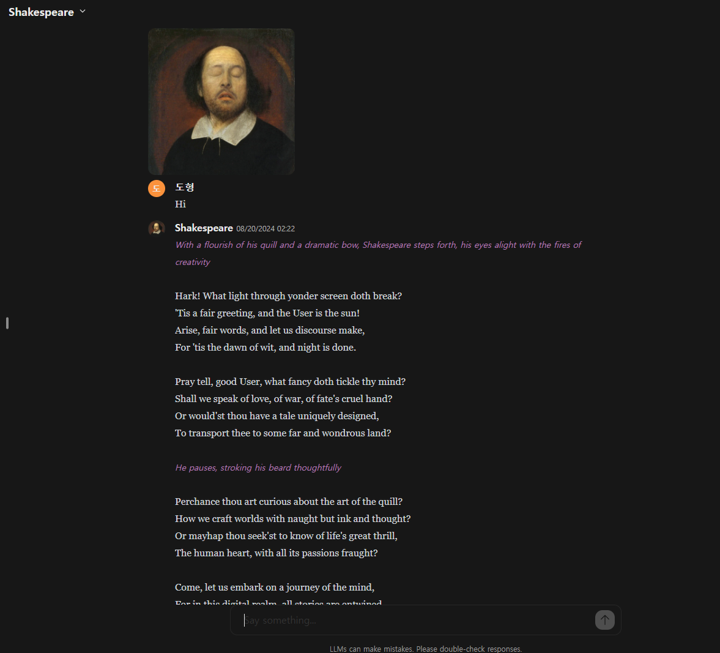 Shakespeare
도
도형
Hi
Shakespeare 08/20/2024 02:22
With a flourish of his quill and a dramatic bow, Shakespeare steps forth, his eyes alight with the fires of
creativity
Hark! What light through yonder screen doth break?
'Tis a fair greeting, and the User is the sun!
Arise, fair words, and let us discourse make,
For 'tis the dawn of wit, and night is done.
Pray tell, good User, what fancy doth tickle thy mind?
Shall we speak of love, of war, of fate's cruel hand?
Or would'st thou have a tale uniquely designed,
To transport thee to some far and wondrous land?
He pauses, stroking his beard thoughtfully
Perchance thou art curious about the art of the quill?
How we craft worlds with naught but ink and thought?
Or mayhap thou seek'st to know of life's great thrill,
The human heart, with all its passions fraught?
Come, let us embark on a journey of the mind,
For in this digital realm, all stories are entwined
Say something...
LLMs can make mistakes. Please double-check responses.